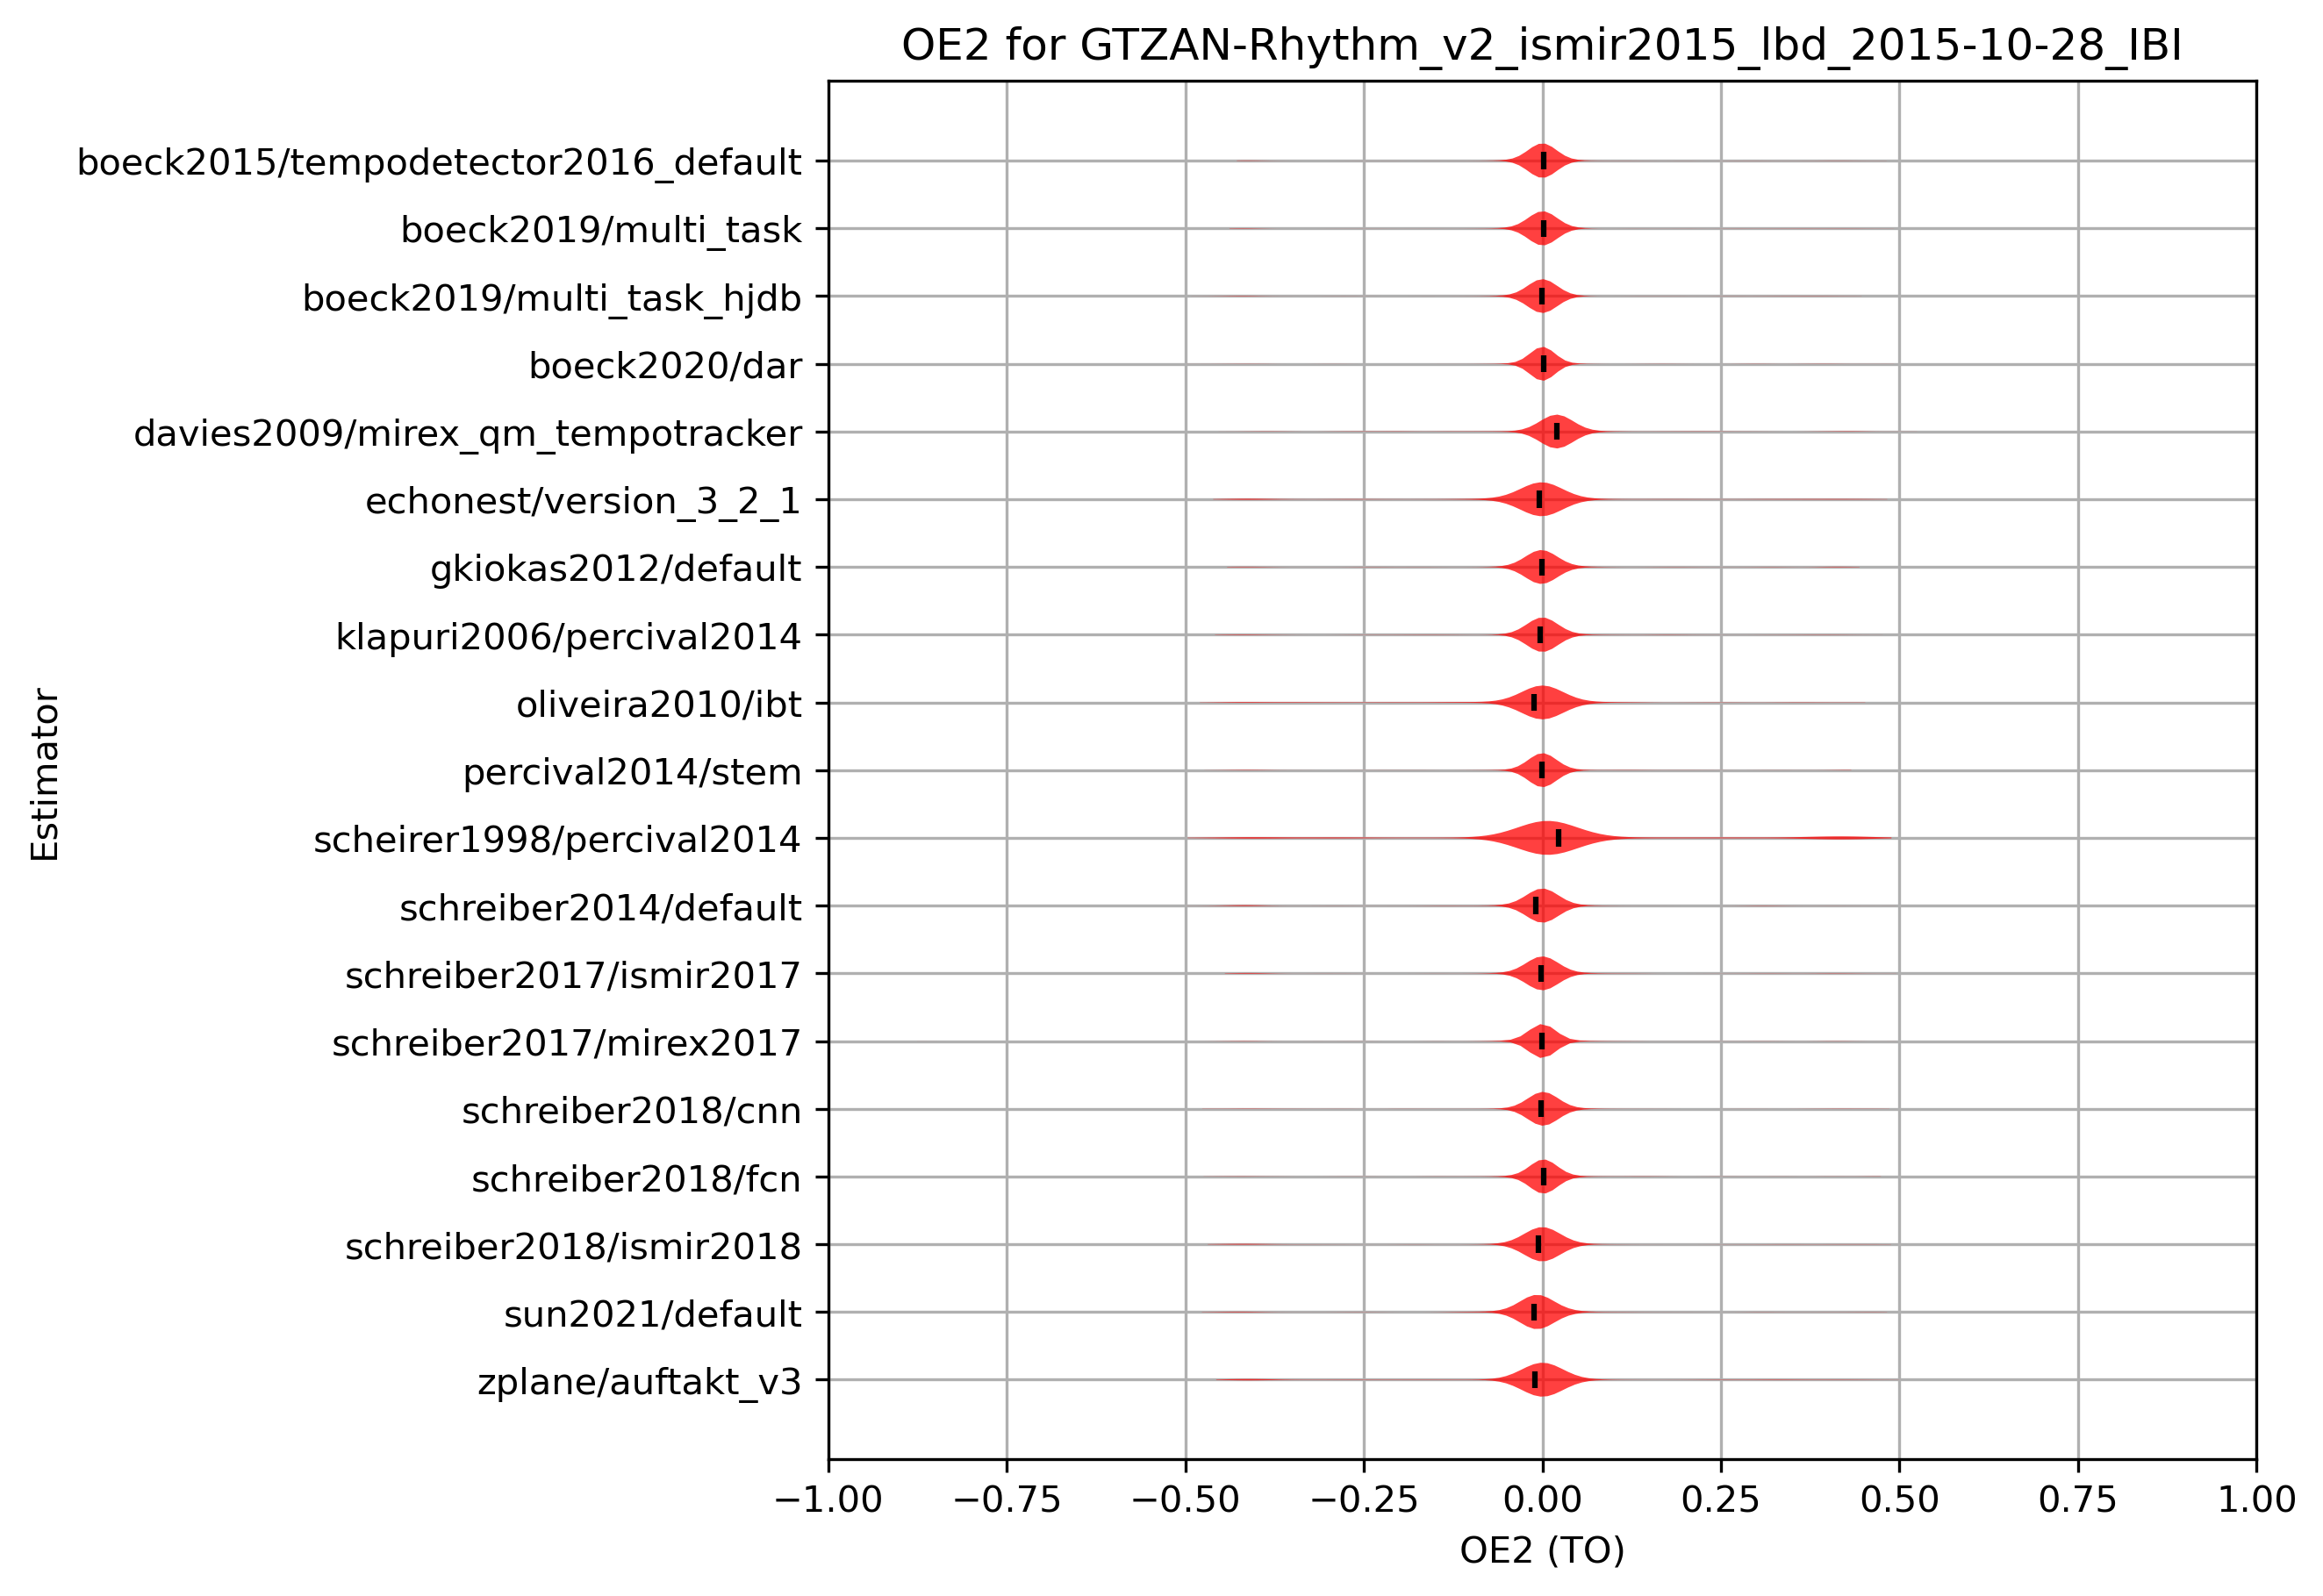 OE2 for GTZAN-Rhythm_v2_ismir2015_lbd_2015-10-28_IBI
Estimator
boeck2015/tempodetector2016_default
boeck2019/multi_task
boeck2019/multi_task_hjdb
boeck2020/dar
davies2009/mirex_qm_tempotracker
echonest/version_3_2_1
gkiokas2012/default
klapuri2006/percival2014
oliveira2010/ibt
percival2014/stem
scheirer1998/percival2014
schreiber2014/default
schreiber2017/ismir2017
schreiber2017/mirex2017
schreiber2018/cnn
schreiber2018/fcn
schreiber2018/ismir2018
sun2021/default
zplane/auftakt_v3
−1.00 −0.75 −0.50 −0.25 0.00 0.25 0.50 0.75 1.00
OE2 (TO)